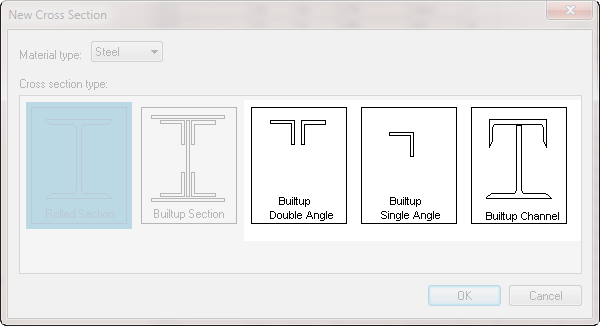 New Cross Section
Material type: Steel
Cross section type:
Rolled Section
Builtup Section
Builtup
Double Angle
Builtup
Single Angle
Builtup Channel
OK Cancel